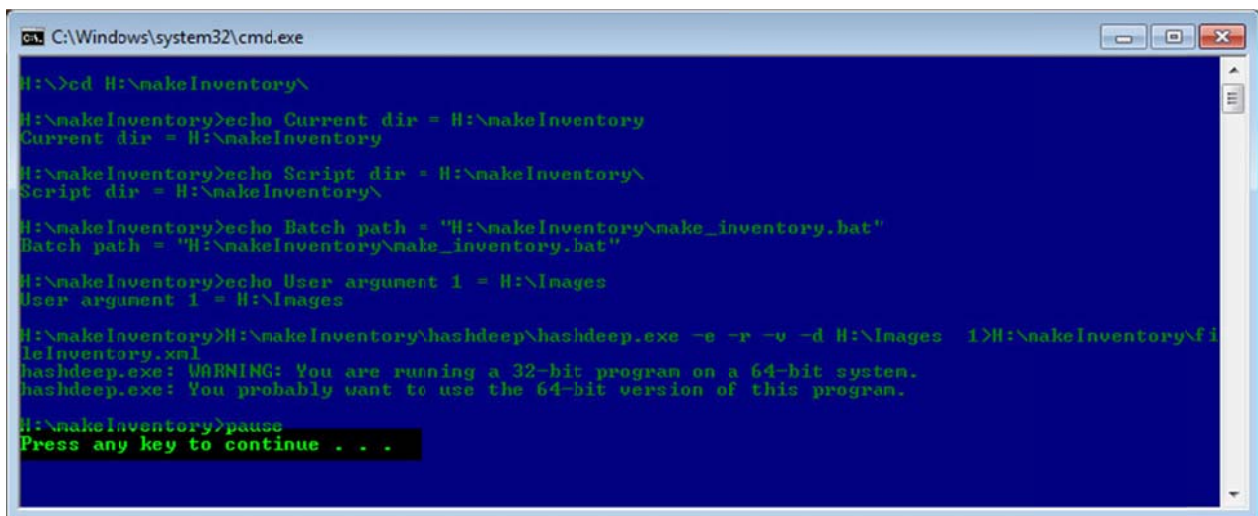 C:\Windows\system32\cmd.exe
H:\>cd H:\makeInventory\
H:\makeInventory>echo Current dir = H:\makeInventory
Current dir = H:\makeInventory
H:\makeInventory>echo Script dir = H:\makeInventory\
Script dir = H:\makeInventory\
H:\makeInventory>echo Batch path = "H:\makeInventory\make_inventory.bat"
Batch path = "H:\makeInventory\make_inventory.bat"
H:\makeInventory>echo User argument 1 = H:\Images
User argument 1 = H:\Images
H:\makeInventory>H:\makeInventory\hashdeep\hashdeep.exe -e -r -v -d H:\Images  1>H:\makeInventory\fi
leInventory.xml
hashdeep.exe: WARNING: You are running a 32-bit program on a 64-bit system.
hashdeep.exe: You probably want to use the 64-bit version of this program.
H:\makeInventory>pause
Press any key to continue . . .